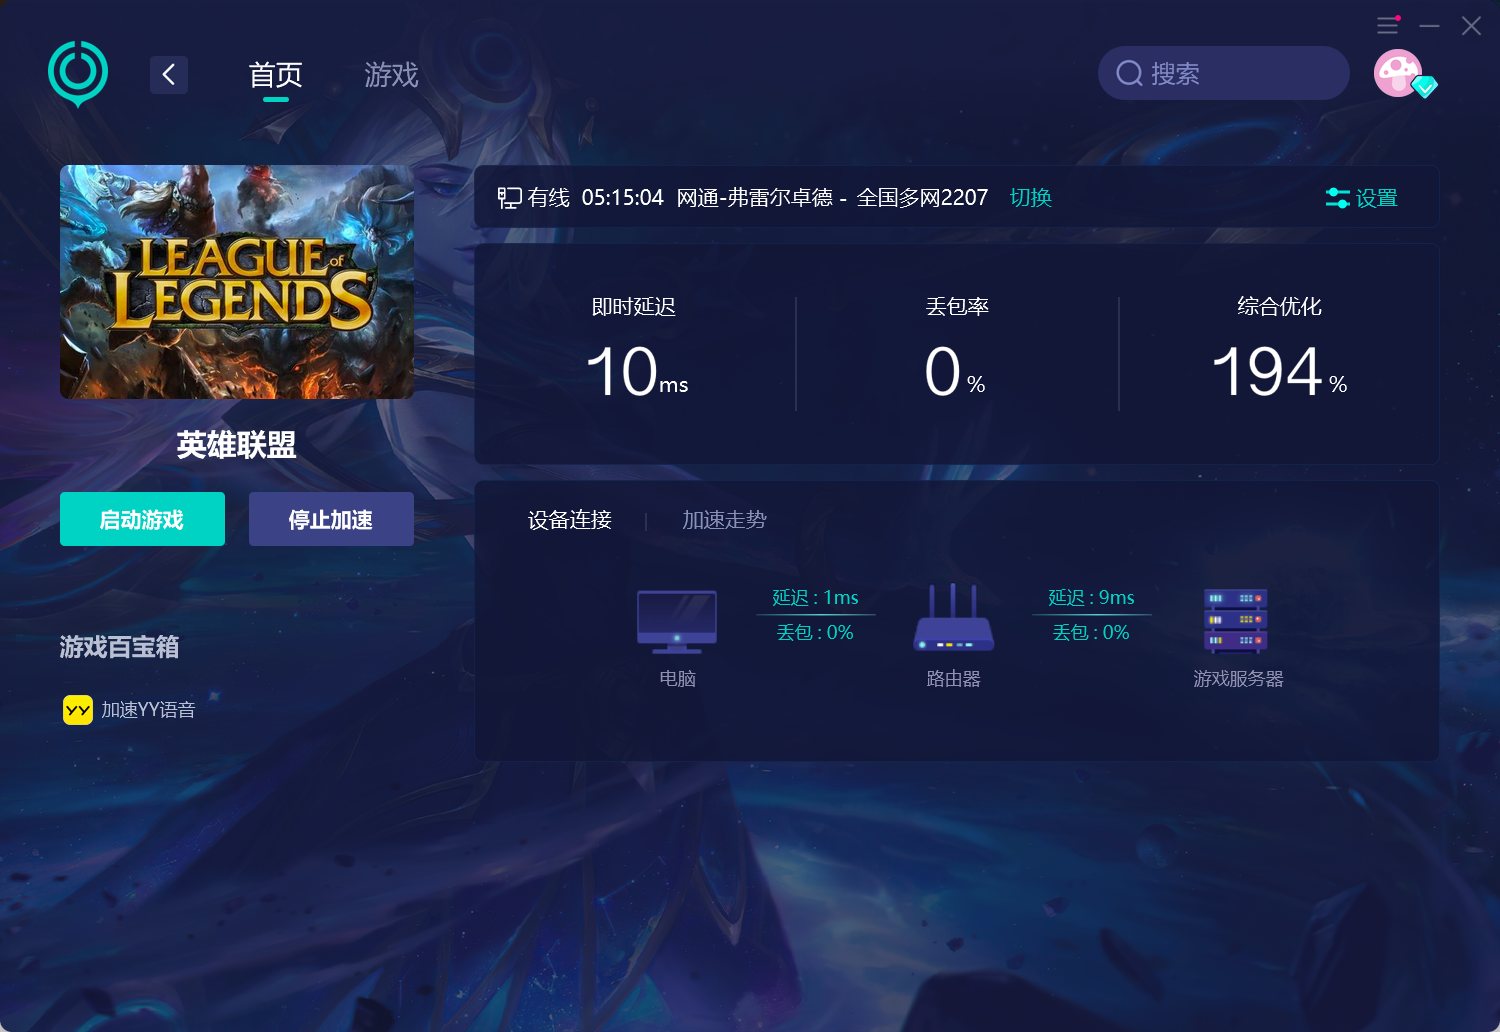 首页 游戏
搜索
LEAGUE of
LEGENDS
英雄联盟
启动游戏 停止加速
游戏百宝箱
YY 加速YY语音
有线 05:15:04 网通-弗雷尔卓德 - 全国多网2207 切换 设置
即时延迟 丢包率 综合优化
10ms 0% 194%
设备连接 | 加速走势
延迟 : 1ms 延迟 : 9ms
丢包 : 0% 丢包 : 0%
电脑 路由器 游戏服务器